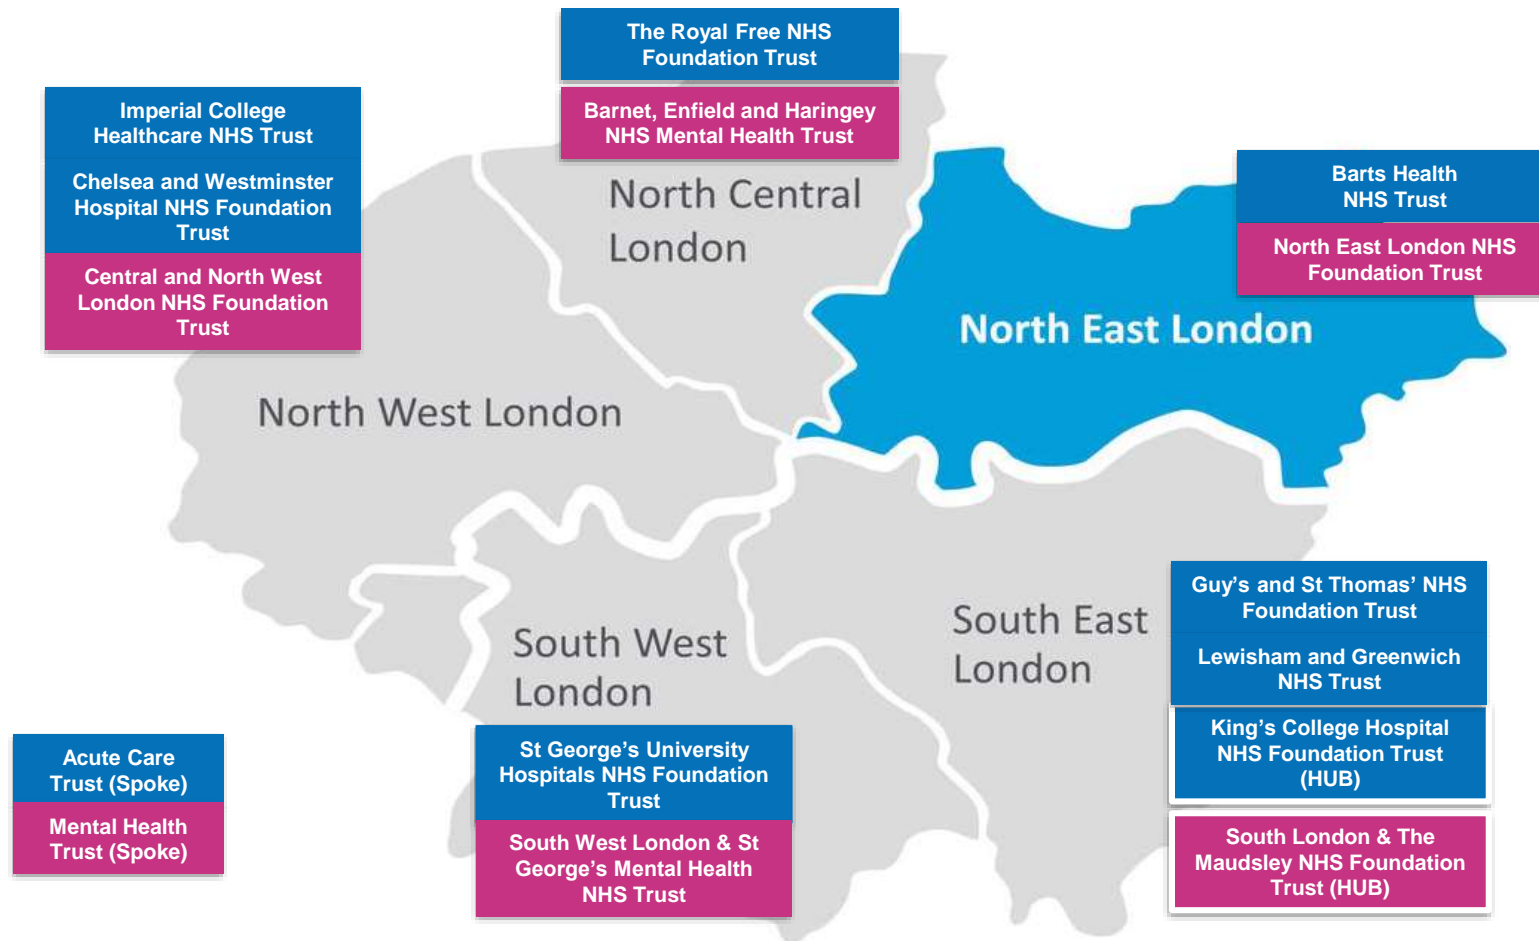 The Royal Free NHS
Foundation Trust
Barnet, Enfield and Haringey
NHS Mental Health Trust
Imperial College
Healthcare NHS Trust
Chelsea and Westminster
Hospital NHS Foundation
Trust
Central and North West
London NHS Foundation
Trust
Barts Health
NHS Trust
North East London NHS
Foundation Trust
North Central
London
North East London
North West London
South West
London
South East
London
Guy's and St Thomas' NHS
Foundation Trust
Lewisham and Greenwich
NHS Trust
King's College Hospital
NHS Foundation Trust
(HUB)
South London & The
Maudsley NHS Foundation
Trust (HUB)
St George's University
Hospitals NHS Foundation
Trust
South West London & St
George's Mental Health
NHS Trust
Acute Care
Trust (Spoke)
Mental Health
Trust (Spoke)